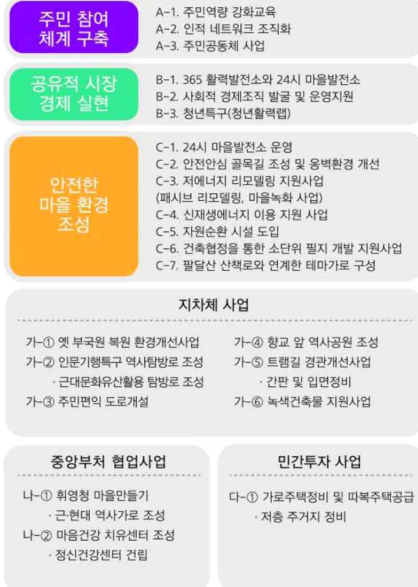 주민 참여
체계 구축
A-1. 주민역량 강화교육
A-2. 인적 네트워크 조직화
A-3. 주민공동체 사업
공유적 시장
경제 실현
B-1. 365 활력발전소와 24시 마을발전소
B-2. 사회적 경제조직 발굴 및 운영지원
B-3. 청년특구(청년활력랩)
안전한
마을 환경
조성
C-1. 24시 마을발전소 운영
C-2. 안전안심 골목길 조성 및 옹벽환경 개선
C-3. 저에너지 리모델링 지원사업
(패시브 리모델링, 마을녹화 사업)
C-4. 신재생에너지 이용 지원 사업
C-5. 자원순환 시설 도입
C-6. 건축협정을 통한 소단위 필지 개발 지원사업
C-7. 팔달산 산책로와 연계한 테마가로 구성
지차체 사업
가-① 옛 부국원 복원 환경개선사업
가-② 인문기행특구 역사탐방로 조성
· 근대문화유산활용 탐방로 조성
가-③ 주민편익 도로개설
가-④ 향교 앞 역사공원 조성
가-⑤ 트램길 경관개선사업
· 간판 및 입면정비
가-⑥ 녹색건축물 지원사업
중앙부처 협업사업
나-① 휘영청 마을만들기
· 근·현대 역사가로 조성
나-② 마음건강 치유센터 조성
· 정신건강센터 건립
민간투자 사업
다-① 가로주택정비 및 따복주택공급
· 저층 주거지 정비